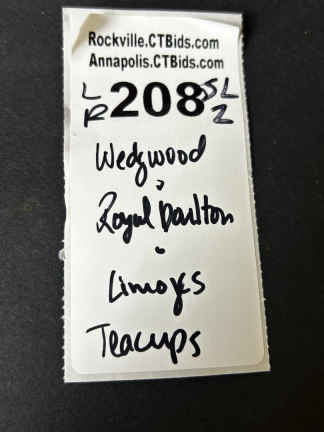 Rockville.CTBids.com
Annapolis.CTBids.com
L 208 SL
R 2
Wedgwood
,
Royal Doulton
.
Limoges
Teacups